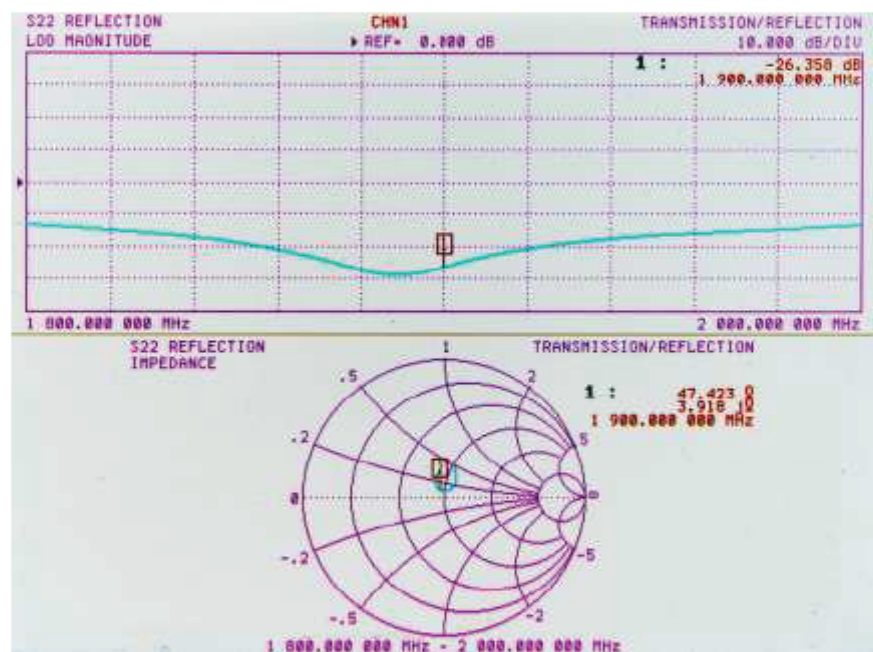 S22 REFLECTION CHN1 TRANSMISSION/REFLECTION
LOG MAGNITUDE ▶ REF= 0.000 dB 10.000 dB/DIV
1 : -26.358 dB
1 900.000 000 MHz
1 800.000 000 MHz 2 000.000 000 MHz
S22 REFLECTION 1 TRANSMISSION/REFLECTION
IMPEDANCE
.5 2
1 : 47.423 Ω
3.918 jΩ
1 900.000 000 MHz
.2 5
1
0 ∞
-.2 -5
-.5 -2
1 800.000 000 MHz - 2 000.000 000 MHz